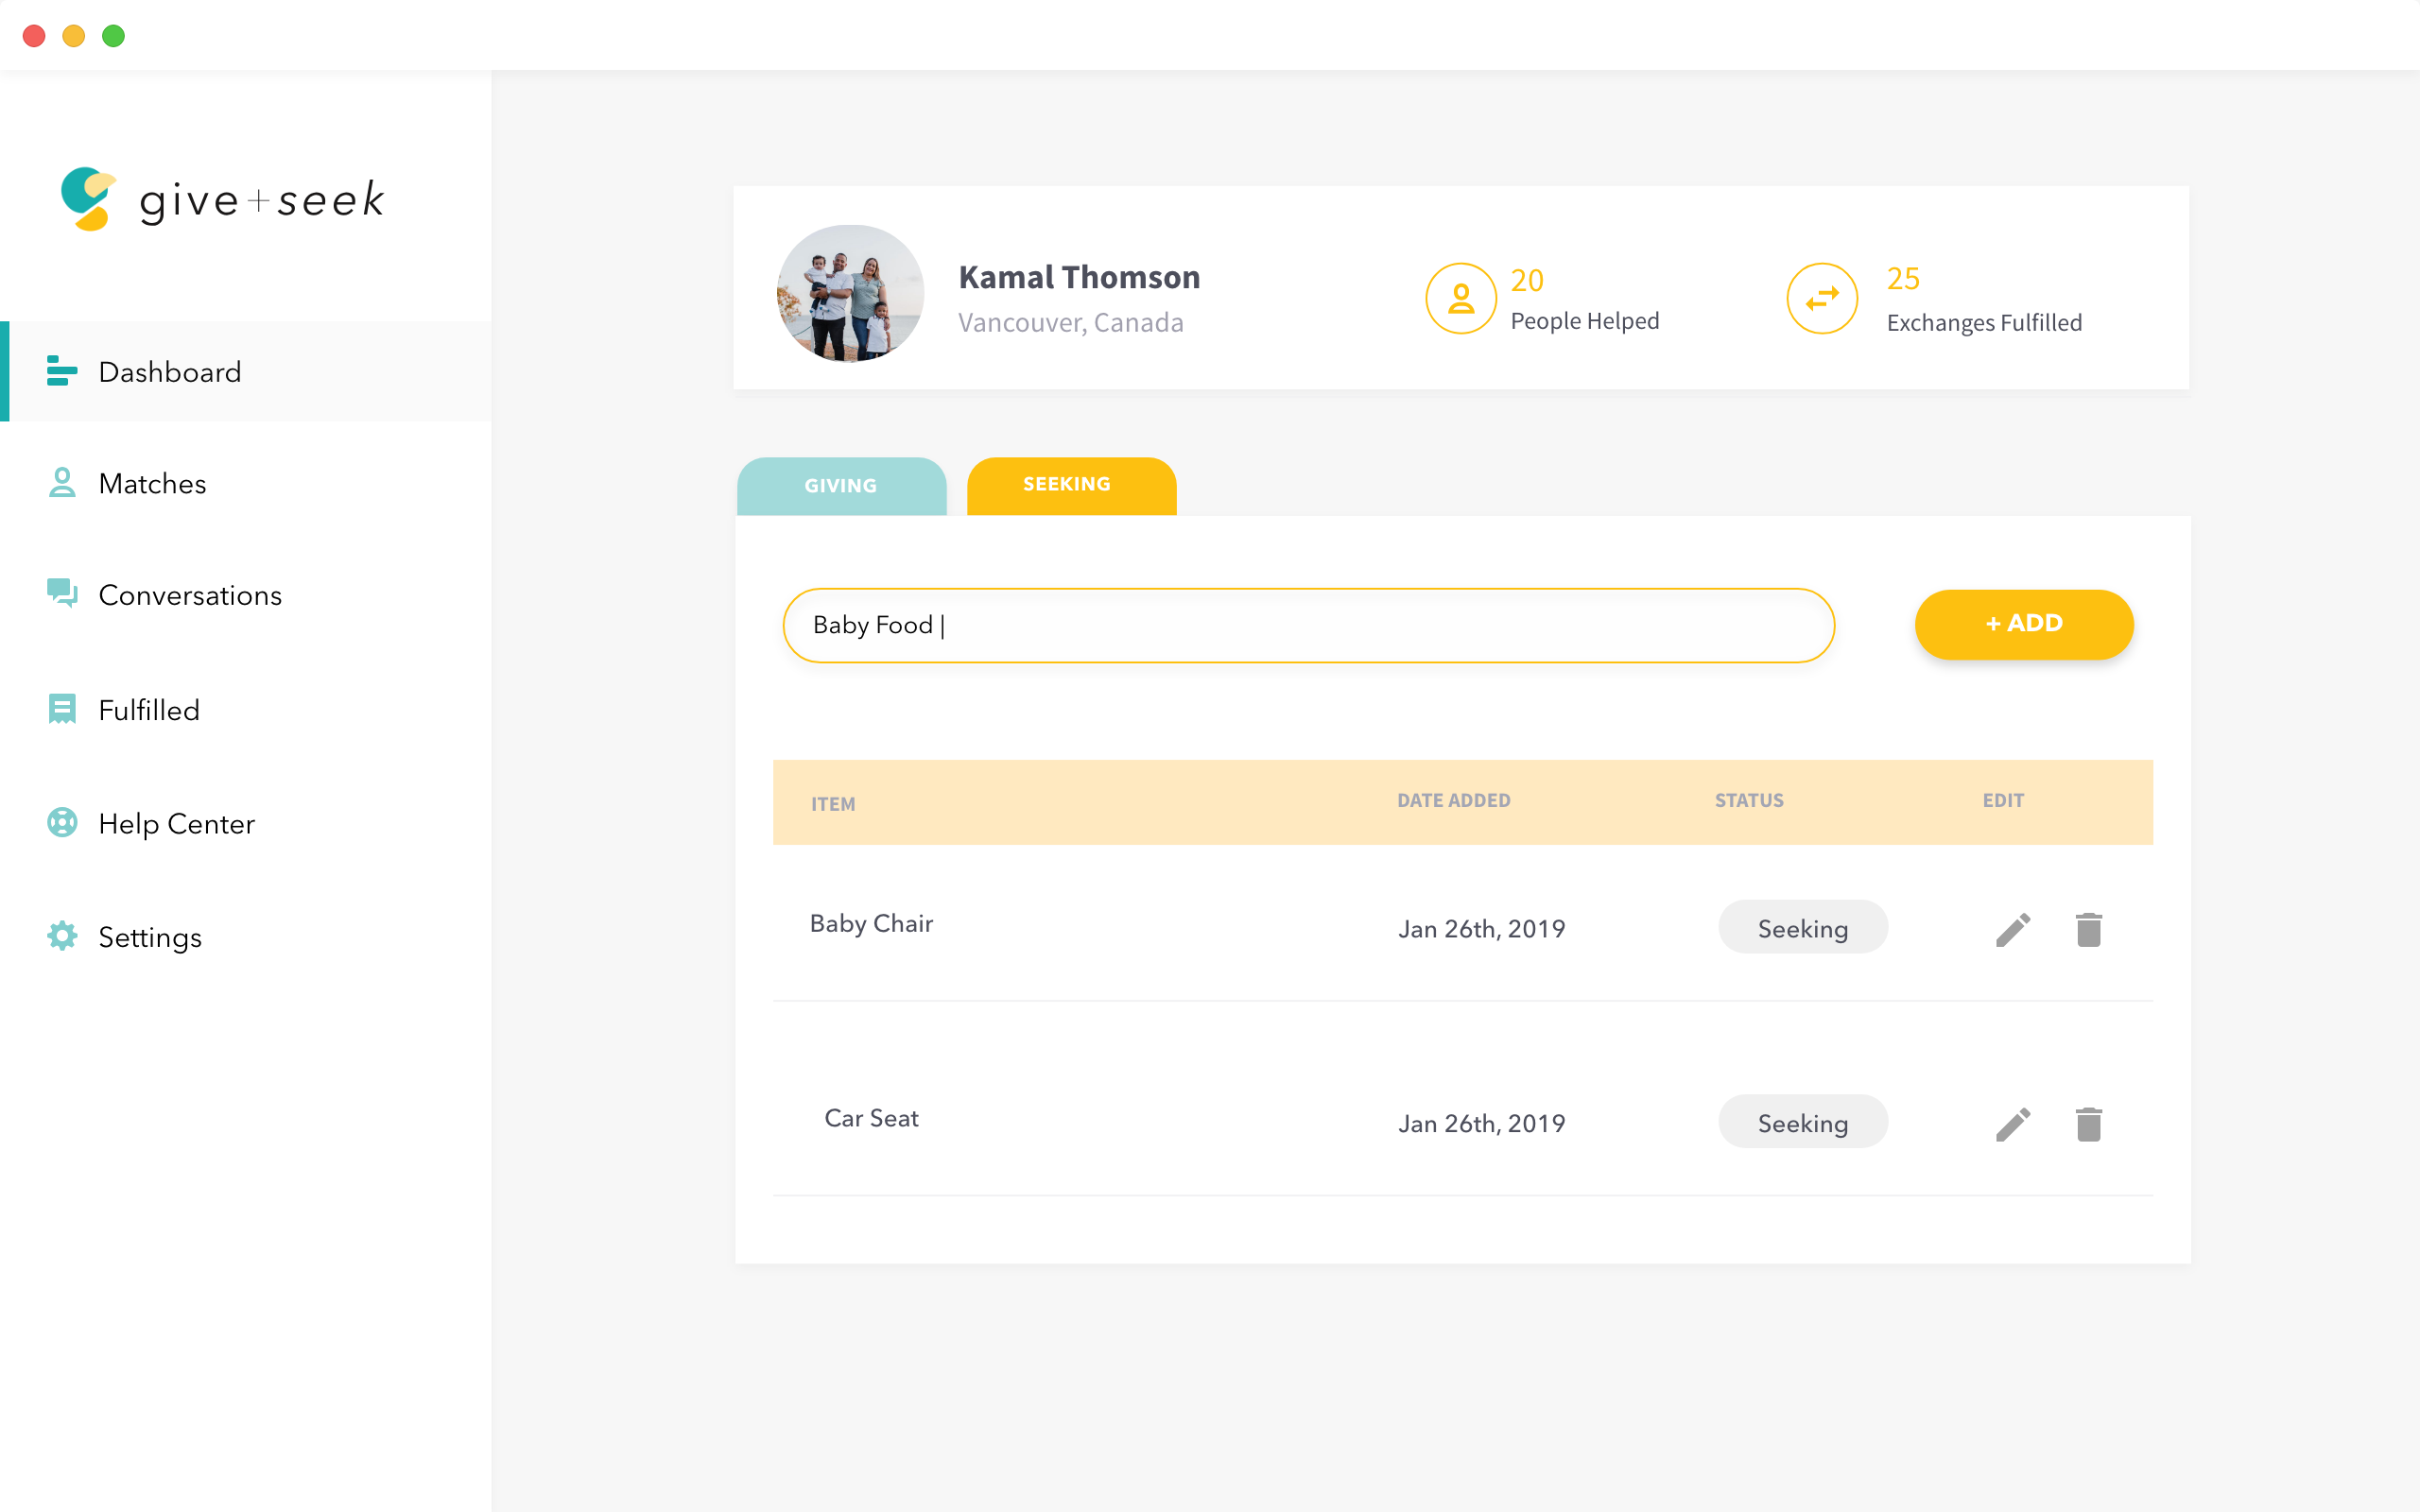 give+seek
Dashboard
Matches
Conversations
Fulfilled
Help Center
Settings
Kamal Thomson
Vancouver, Canada
20
People Helped
25
Exchanges Fulfilled
GIVING
SEEKING
Baby Food |
+ ADD
ITEM DATE ADDED STATUS EDIT
Baby Chair Jan 26th, 2019 Seeking
Car Seat Jan 26th, 2019 Seeking